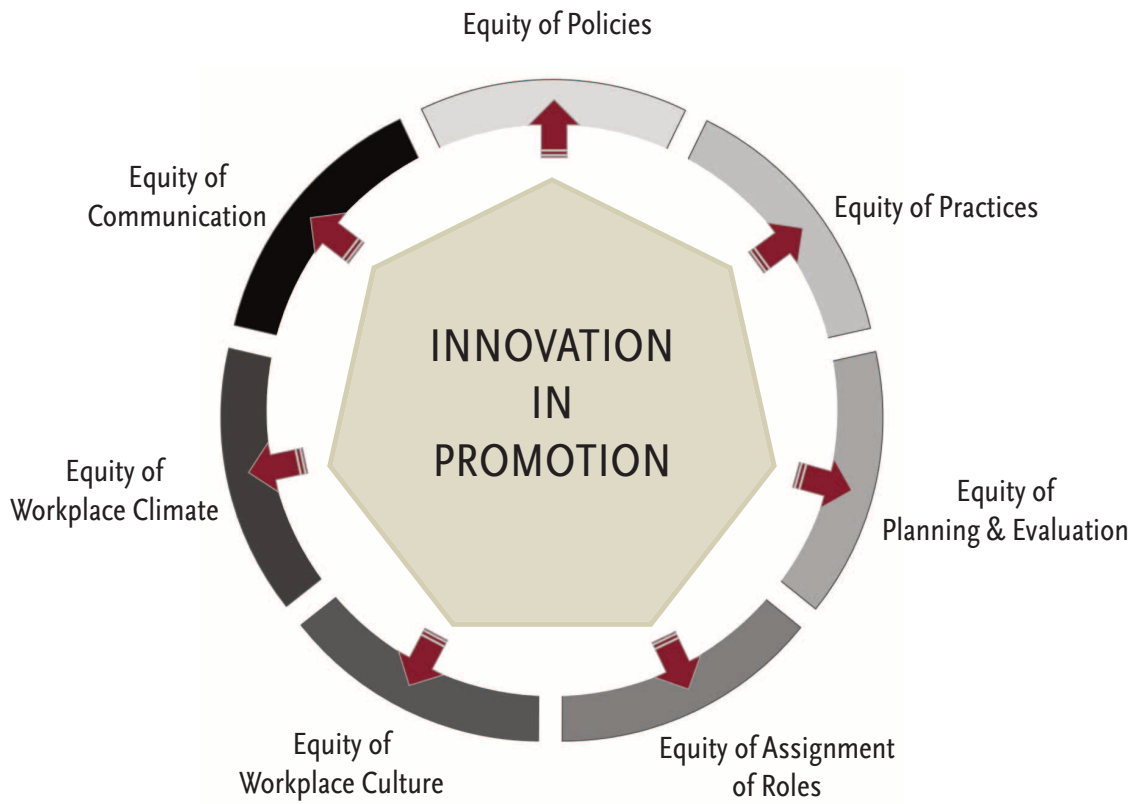 Equity of Policies
Equity of
Communication
Equity of Practices
INNOVATION
IN
PROMOTION
Equity of
Workplace Climate
Equity of
Planning & Evaluation
Equity of
Workplace Culture
Equity of Assignment
of Roles